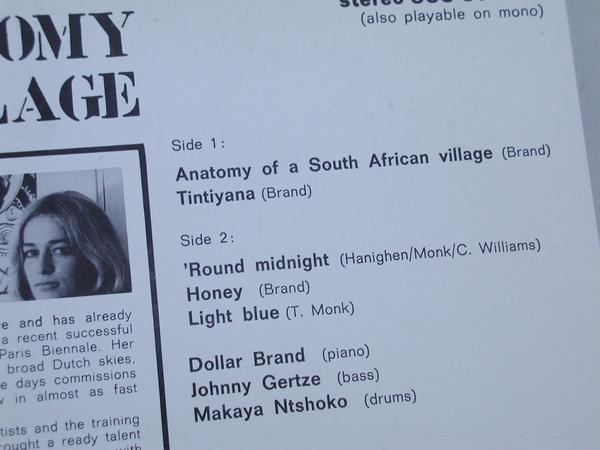 OMY
LAGE
stereo
(also playable on mono)
Side 1:
Anatomy of a South African village (Brand)
Tintiyana (Brand)
Side 2:
'Round midnight (Hanighen/Monk/C. Williams)
Honey (Brand)
Light blue (T. Monk)
Dollar Brand (piano)
Johnny Gertze (bass)
Makaya Ntshoko (drums)
e and has already
a recent successful
Paris Biennale. Her
broad Dutch skies,
e days commissions
in almost as fast
tists and the training
ought a ready talent
with